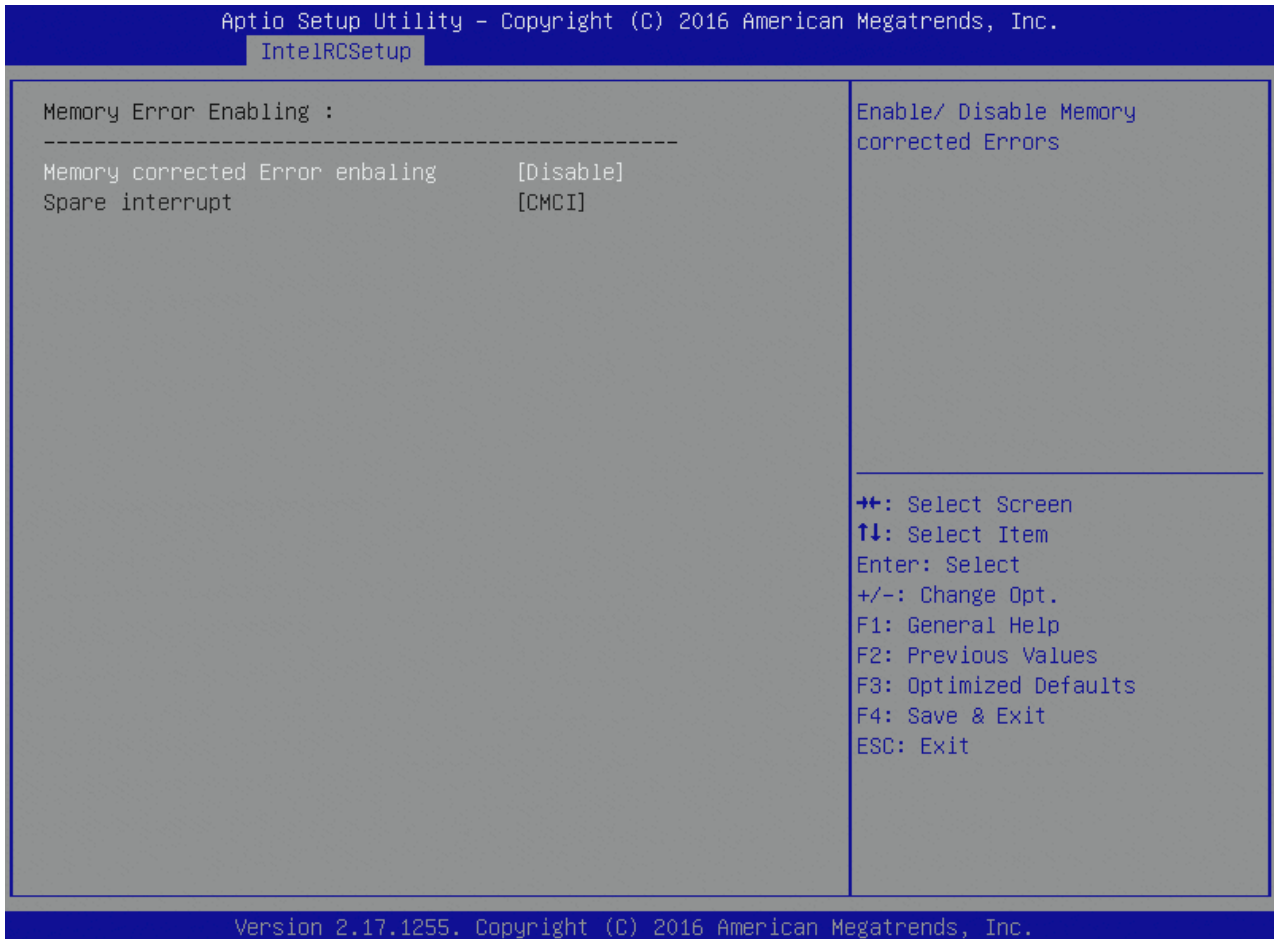 Aptio Setup Utility – Copyright (C) 2016 American Megatrends, Inc.
IntelRCSetup
Memory Error Enabling :
--------------------------------------------------
Memory corrected Error enbaling [Disable]
Spare interrupt [CMCI]
Enable/ Disable Memory
corrected Errors
→←: Select Screen
↑↓: Select Item
Enter: Select
+/-: Change Opt.
F1: General Help
F2: Previous Values
F3: Optimized Defaults
F4: Save & Exit
ESC: Exit
Version 2.17.1255. Copyright (C) 2016 American Megatrends, Inc.